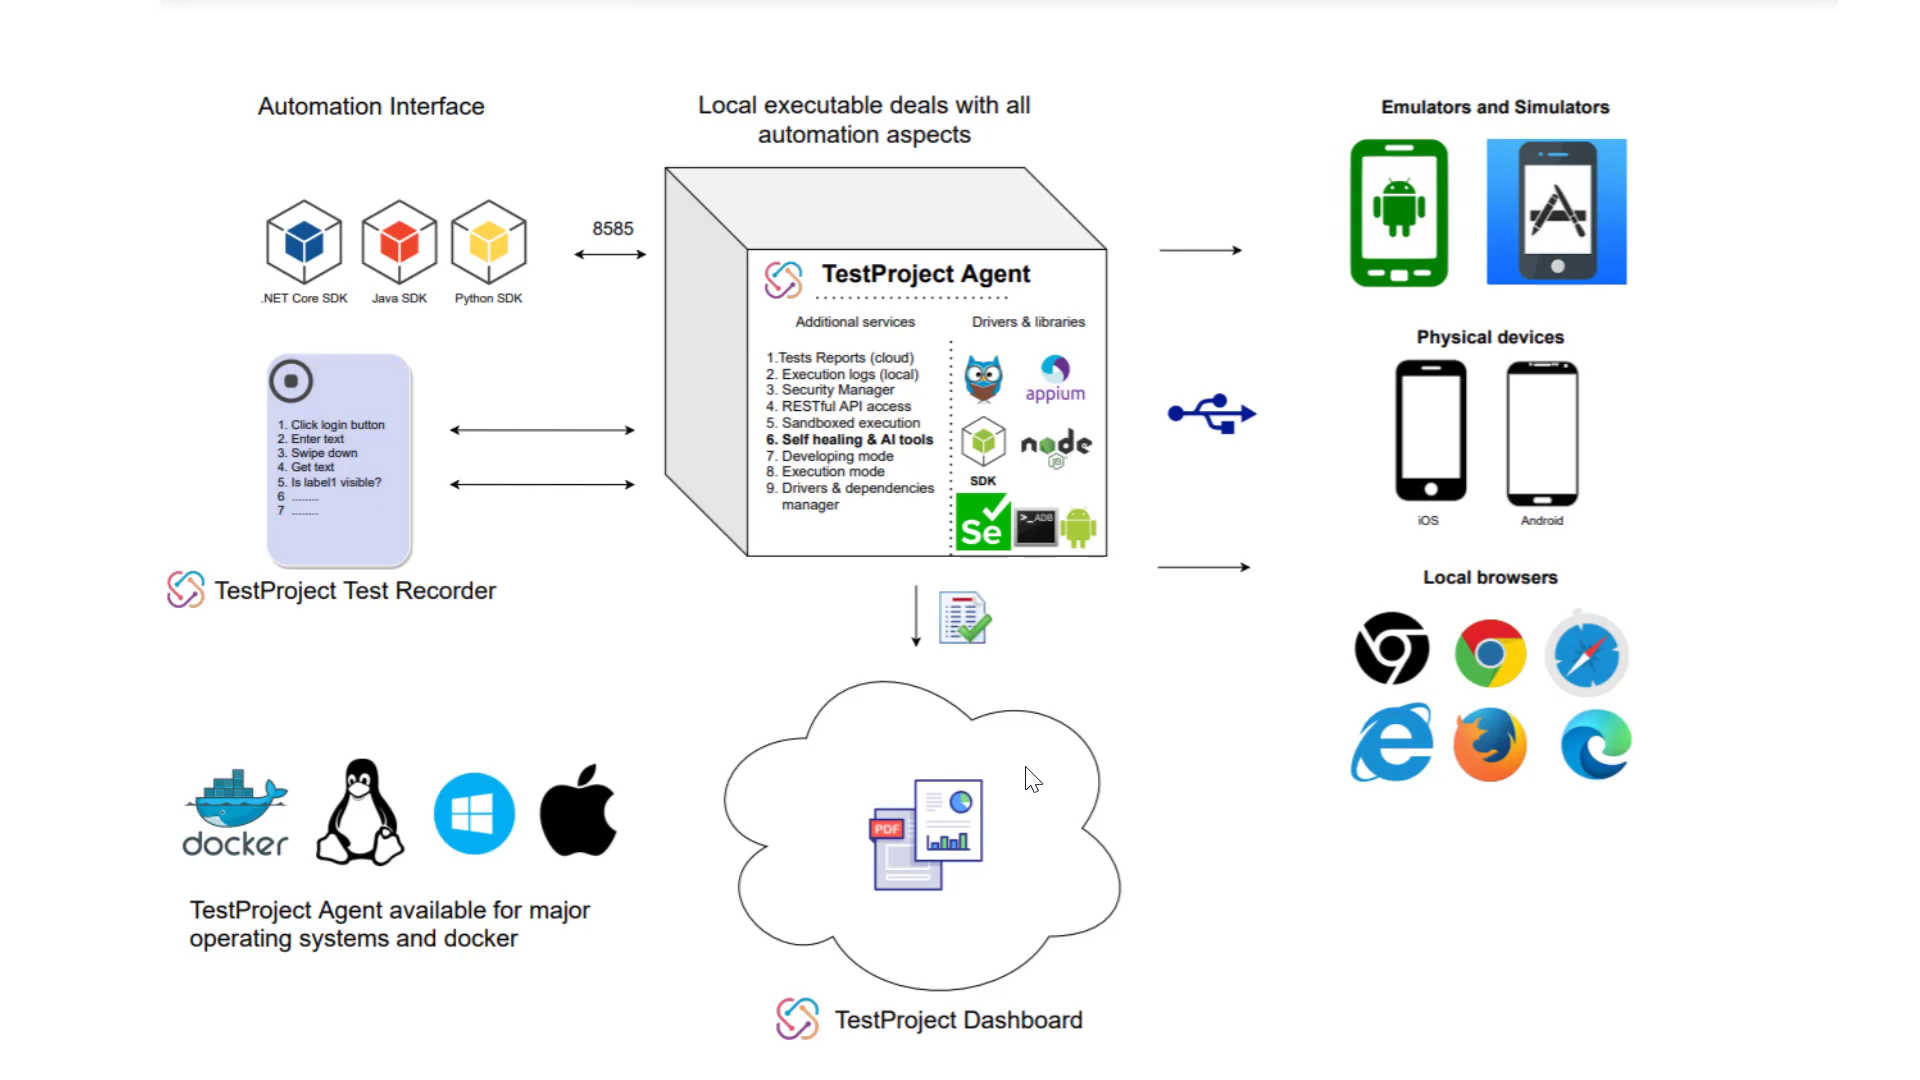 Automation Interface
Local executable deals with all
automation aspects
Emulators and Simulators
8585
.NET Core SDK
Java SDK
Python SDK
TestProject Agent
Additional services
Drivers & libraries
1.Tests Reports (cloud)
2. Execution logs (local)
3. Security Manager
4. RESTful API access
5. Sandboxed execution
6. Self healing & AI tools
7. Developing mode
8. Execution mode
9. Drivers & dependencies
manager
appium
node
JS
SDK
Se
>_ADB
Physical devices
iOS
Android
1. Click login button
2. Enter text
3. Swipe down
4. Get text
5. Is label1 visible?
6 ........
7 ........
TestProject Test Recorder
Local browsers
docker
TestProject Agent available for major
operating systems and docker
PDF
TestProject Dashboard